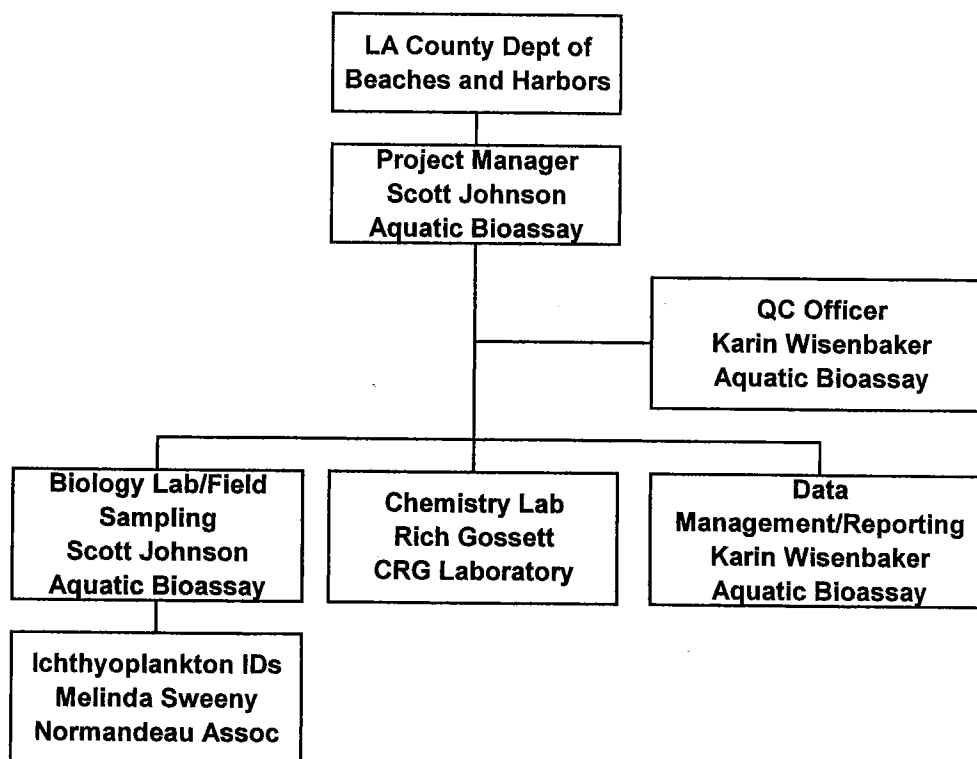 LA County Dept of
Beaches and Harbors
Project Manager
Scott Johnson
Aquatic Bioassay
QC Officer
Karin Wisenbaker
Aquatic Bioassay
Biology Lab/Field
Sampling
Scott Johnson
Aquatic Bioassay
Chemistry Lab
Rich Gossett
CRG Laboratory
Data
Management/Reporting
Karin Wisenbaker
Aquatic Bioassay
Ichthyoplankton IDs
Melinda Sweeny
Normandeau Assoc